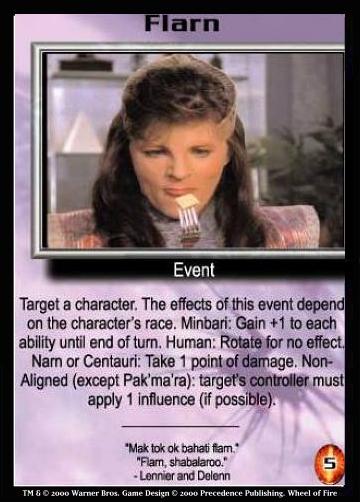 Flarn
Event
Target a character. The effects of this event depend
on the character's race. Minbari: Gain +1 to each
ability until end of turn. Human: Rotate for no effect.
Narn or Centauri: Take 1 point of damage. Non-
Aligned (except Pak'ma'ra): target's controller must
apply 1 influence (if possible).
"Mak tok ok bahati flarn."
"Flarn, shabalaroo."
- Lennier and Delenn
5
TM & © 2000 Warner Bros. Game Design © 2000 Precedence Publishing. Wheel of Fire